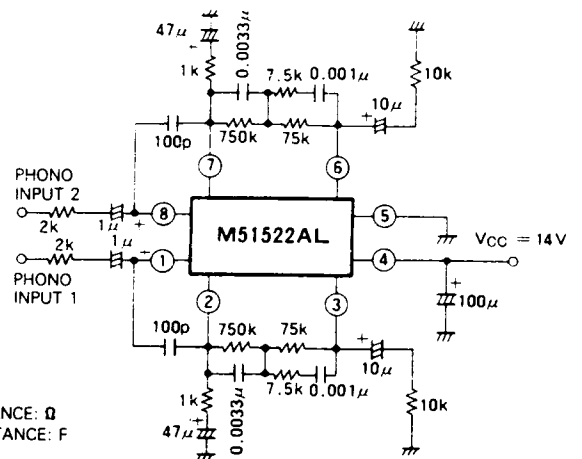 47μ
+
0.0033μ
1k
7.5k
0.001μ
10μ
+
10k
100p
750k
75k
7
6
PHONO
INPUT 2
2k
1μ
+
8
5
M51522AL
VCC = 14V
2k
1μ
1
4
PHONO
INPUT 1
+
100μ
2
3
100p
750k
75k
+
10μ
1k
0.0033μ
7.5k
0.001μ
10k
+
47μ
NCE: Ω
TANCE: F